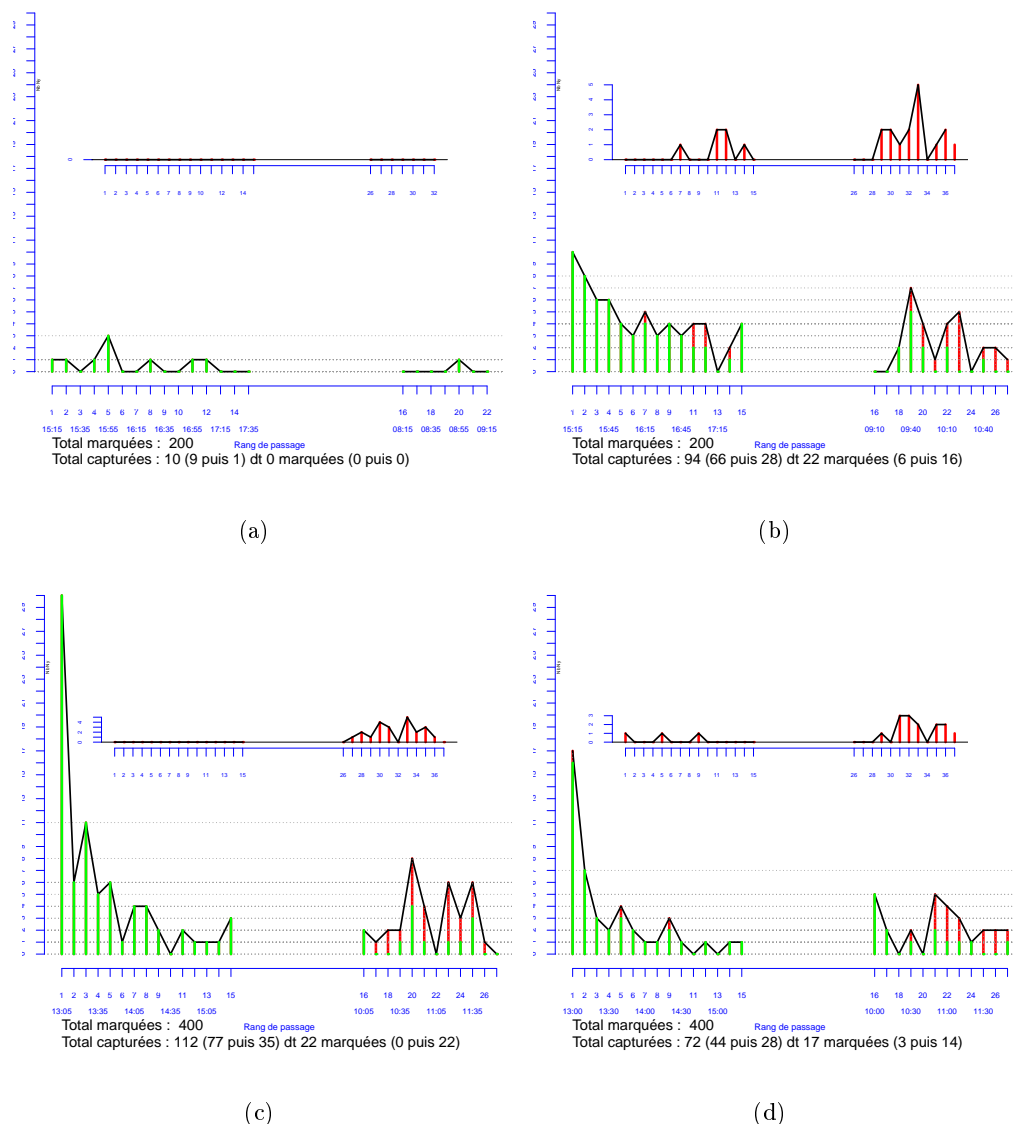 0
1 2 3 4 5 6 7 8 9 10 12 14 26 28 30 32
1 2 3 4 5 6 7 8 9 10 12 14 16 18 20 22
15:15 15:35 15:55 16:15 16:35 16:55 17:15 17:35 08:15 08:35 08:55 09:15
Rang de passage
Total marquées : 200
Total capturées : 10 (9 puis 1) dt 0 marquées (0 puis 0)
(a)
0 1 2 3 4 5
1 2 3 4 5 6 7 9 11 13 15 26 28 30 32 34 36
1 2 3 4 5 6 7 8 9 11 13 15 16 18 20 22 24 26
15:15 15:45 16:15 16:45 17:15 09:10 09:40 10:10 10:40
Rang de passage
Total marquées : 200
Total capturées : 94 (66 puis 28) dt 22 marquées (6 puis 16)
(b)
0 2 4
1 2 3 4 5 6 7 8 9 11 13 15 26 28 30 32 34 36
1 2 3 4 5 6 7 8 9 11 13 15 16 18 20 22 24 26
13:05 13:35 14:05 14:35 15:05 10:05 10:35 11:05 11:35
Rang de passage
Total marquées : 400
Total capturées : 112 (77 puis 35) dt 22 marquées (0 puis 22)
(c)
0 1 2 3
1 2 3 4 5 6 7 8 9 11 13 15 26 28 30 32 34 36
1 2 3 4 5 6 7 8 9 11 13 15 16 18 20 22 24 26
13:00 13:30 14:00 14:30 15:00 10:00 10:30 11:00 11:30
Rang de passage
Total marquées : 400
Total capturées : 72 (44 puis 28) dt 17 marquées (3 puis 14)
(d)